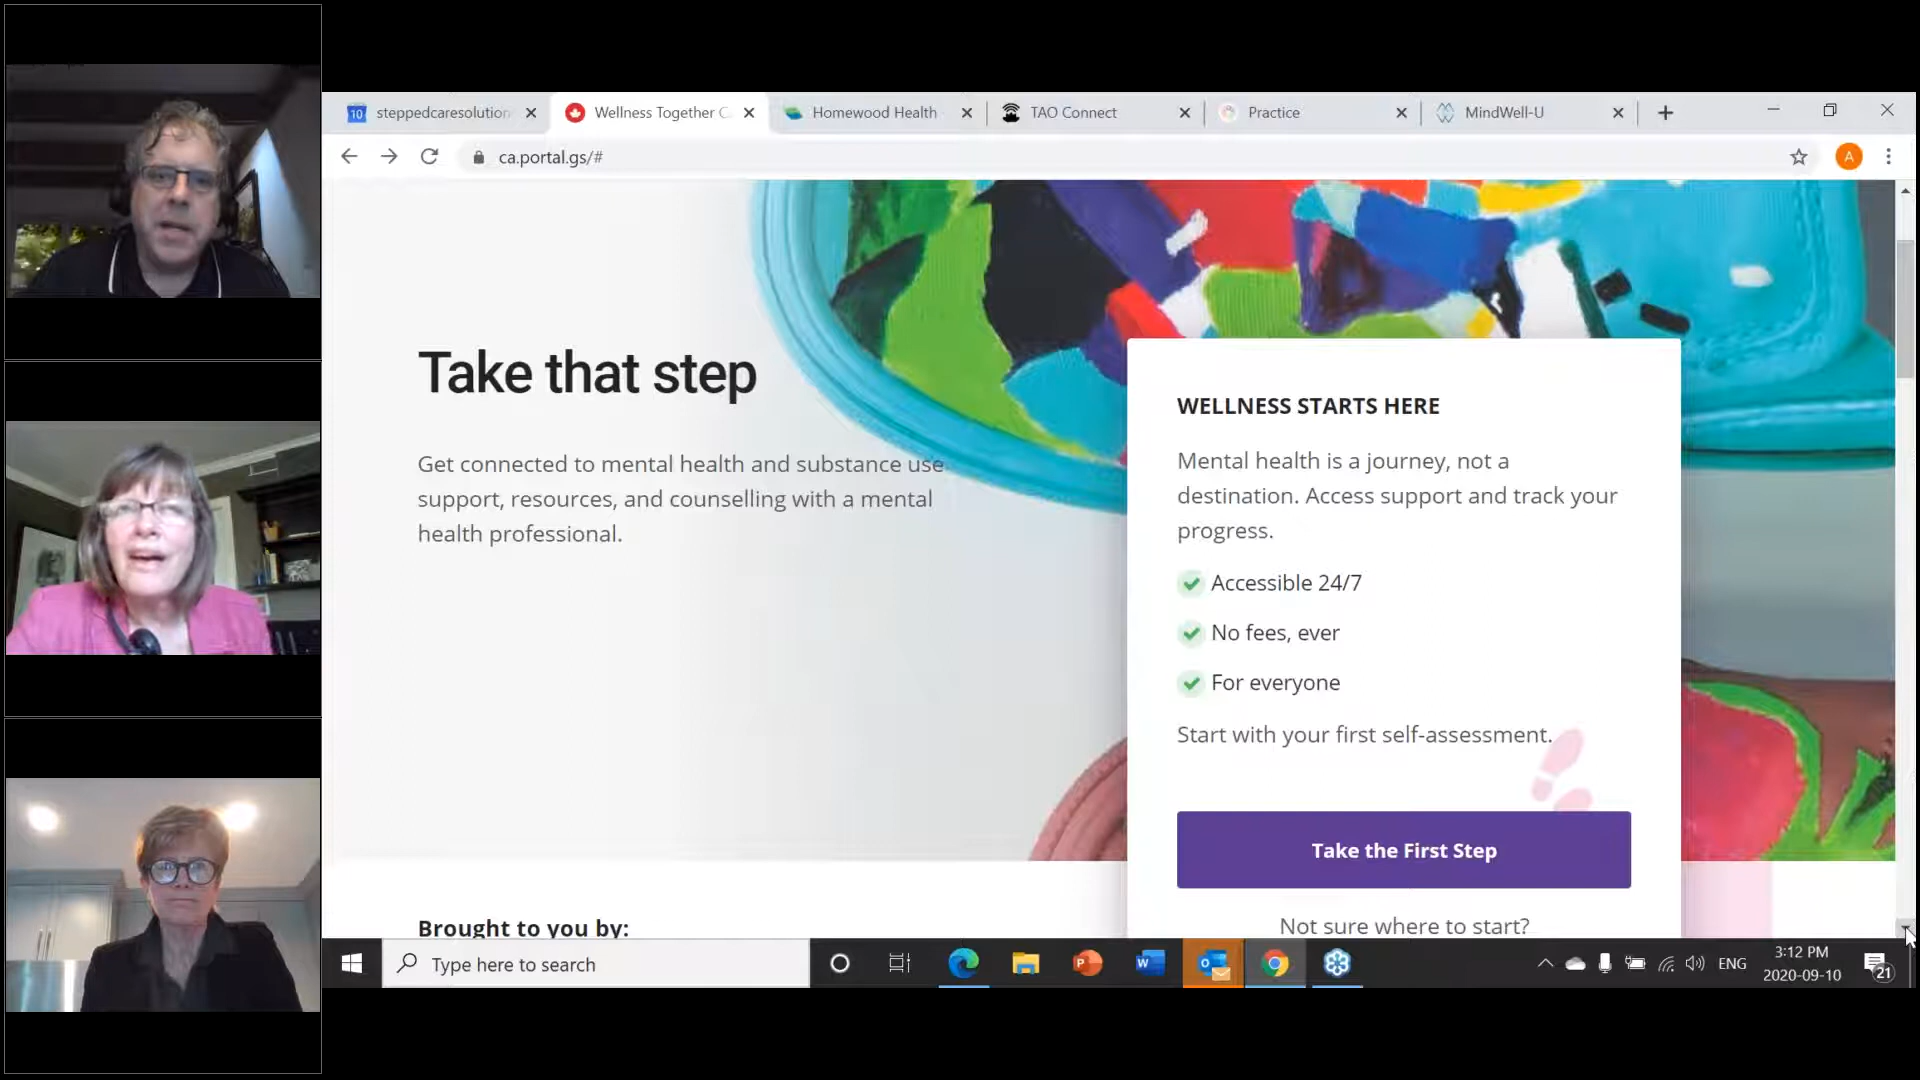 10 steppedcaresolution
Wellness Together C
Homewood Health
TAO Connect
Practice
MindWell-U
ca.portal.gs/#
A
Take that step
Get connected to mental health and substance use
support, resources, and counselling with a mental
health professional.
WELLNESS STARTS HERE
Mental health is a journey, not a
destination. Access support and track your
progress.
Accessible 24/7
No fees, ever
For everyone
Start with your first self-assessment.
Take the First Step
Not sure where to start?
Brought to you by:
Type here to search
ENG
3:12 PM
2020-09-10
21